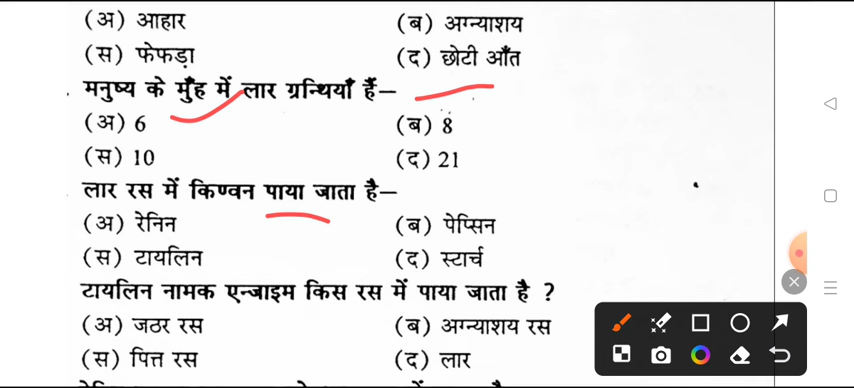 (अ) आहार (ब) अग्न्याशय
(स) फेफड़ा (द) छोटी आँत
मनुष्य के मुँह में लार ग्रन्थियाँ हैं–
(अ) 6 (ब) 8
(स) 10 (द) 21
लार रस में किण्वन पाया जाता है–
(अ) रेनिन (ब) पेप्सिन
(स) टायलिन (द) स्टार्च
टायलिन नामक एन्जाइम किस रस में पाया जाता है ?
(अ) जठर रस (ब) अग्न्याशय रस
(स) पित्त रस (द) लार